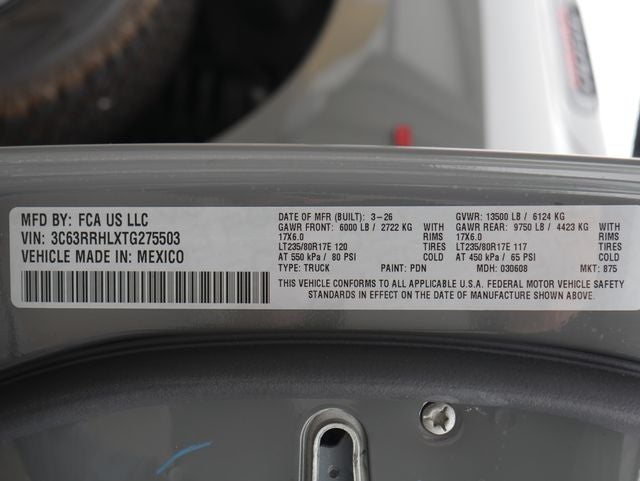 MFD BY: FCA US LLC
VIN: 3C63RRHLXTG275503
VEHICLE MADE IN: MEXICO
DATE OF MFR (BUILT): 3-26 GVWR: 13500 LB / 6124 KG
GAWR FRONT: 6000 LB / 2722 KG WITH GAWR REAR: 9750 LB / 4423 KG WITH
17X6.0 RIMS 17X6.0 RIMS
LT235/80R17E 120 TIRES LT235/80R17E 117 TIRES
AT 550 kPa / 80 PSI COLD AT 450 kPa / 65 PSI COLD
TYPE: TRUCK PAINT: PDN MDH: 030608 MKT: 875
THIS VEHICLE CONFORMS TO ALL APPLICABLE U.S.A. FEDERAL MOTOR VEHICLE SAFETY
STANDARDS IN EFFECT ON THE DATE OF MANUFACTURE SHOWN ABOVE.